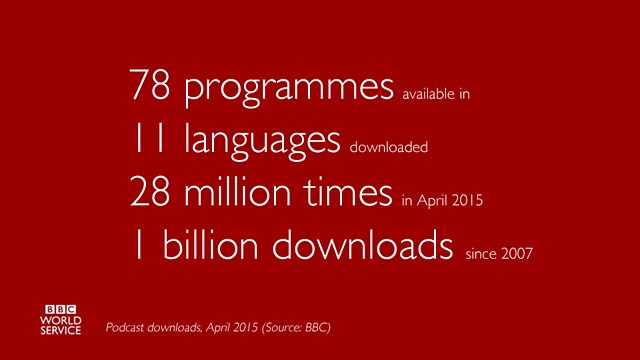 78 programmes available in
11 languages downloaded
28 million times in April 2015
1 billion downloads since 2007
BBC
WORLD
SERVICE
Podcast downloads, April 2015 (Source: BBC)